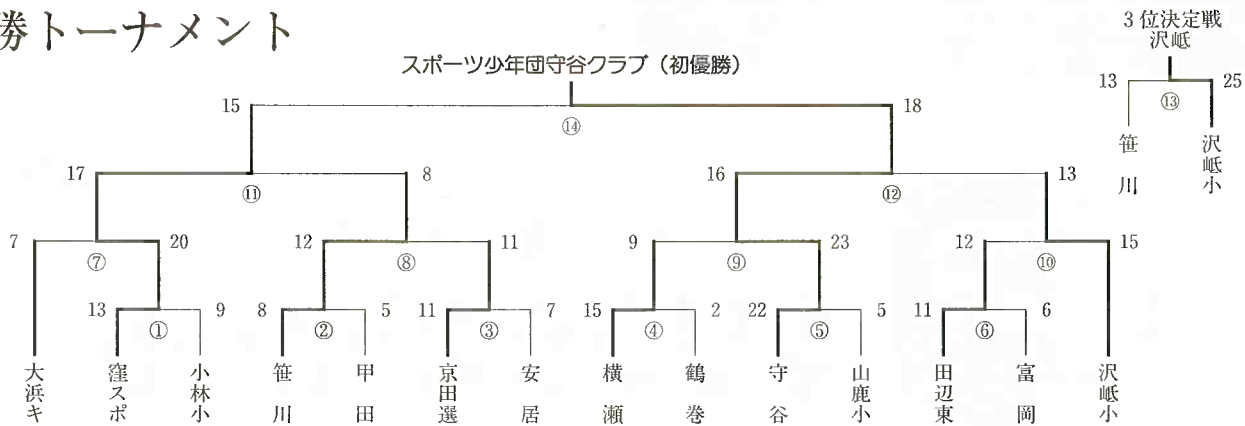 勝トーナメント
3位決定戦
沢岻
スポーツ少年団守谷クラブ（初優勝）
13 25
⑬
15 18
⑭
笹川 沢岻小
17 8 16 13
⑪ ⑫
7 20 12 11 9 23 12 15
⑦ ⑧ ⑨ ⑩
13 9 8 5 11 7 15 2 22 5 11 6
① ② ③ ④ ⑤ ⑥
大浜キ 窪スポ 小林小 笹川 甲田 京田選 安居 横瀬 鶴巻 守谷 山鹿小 田辺東 富岡 沢岻小